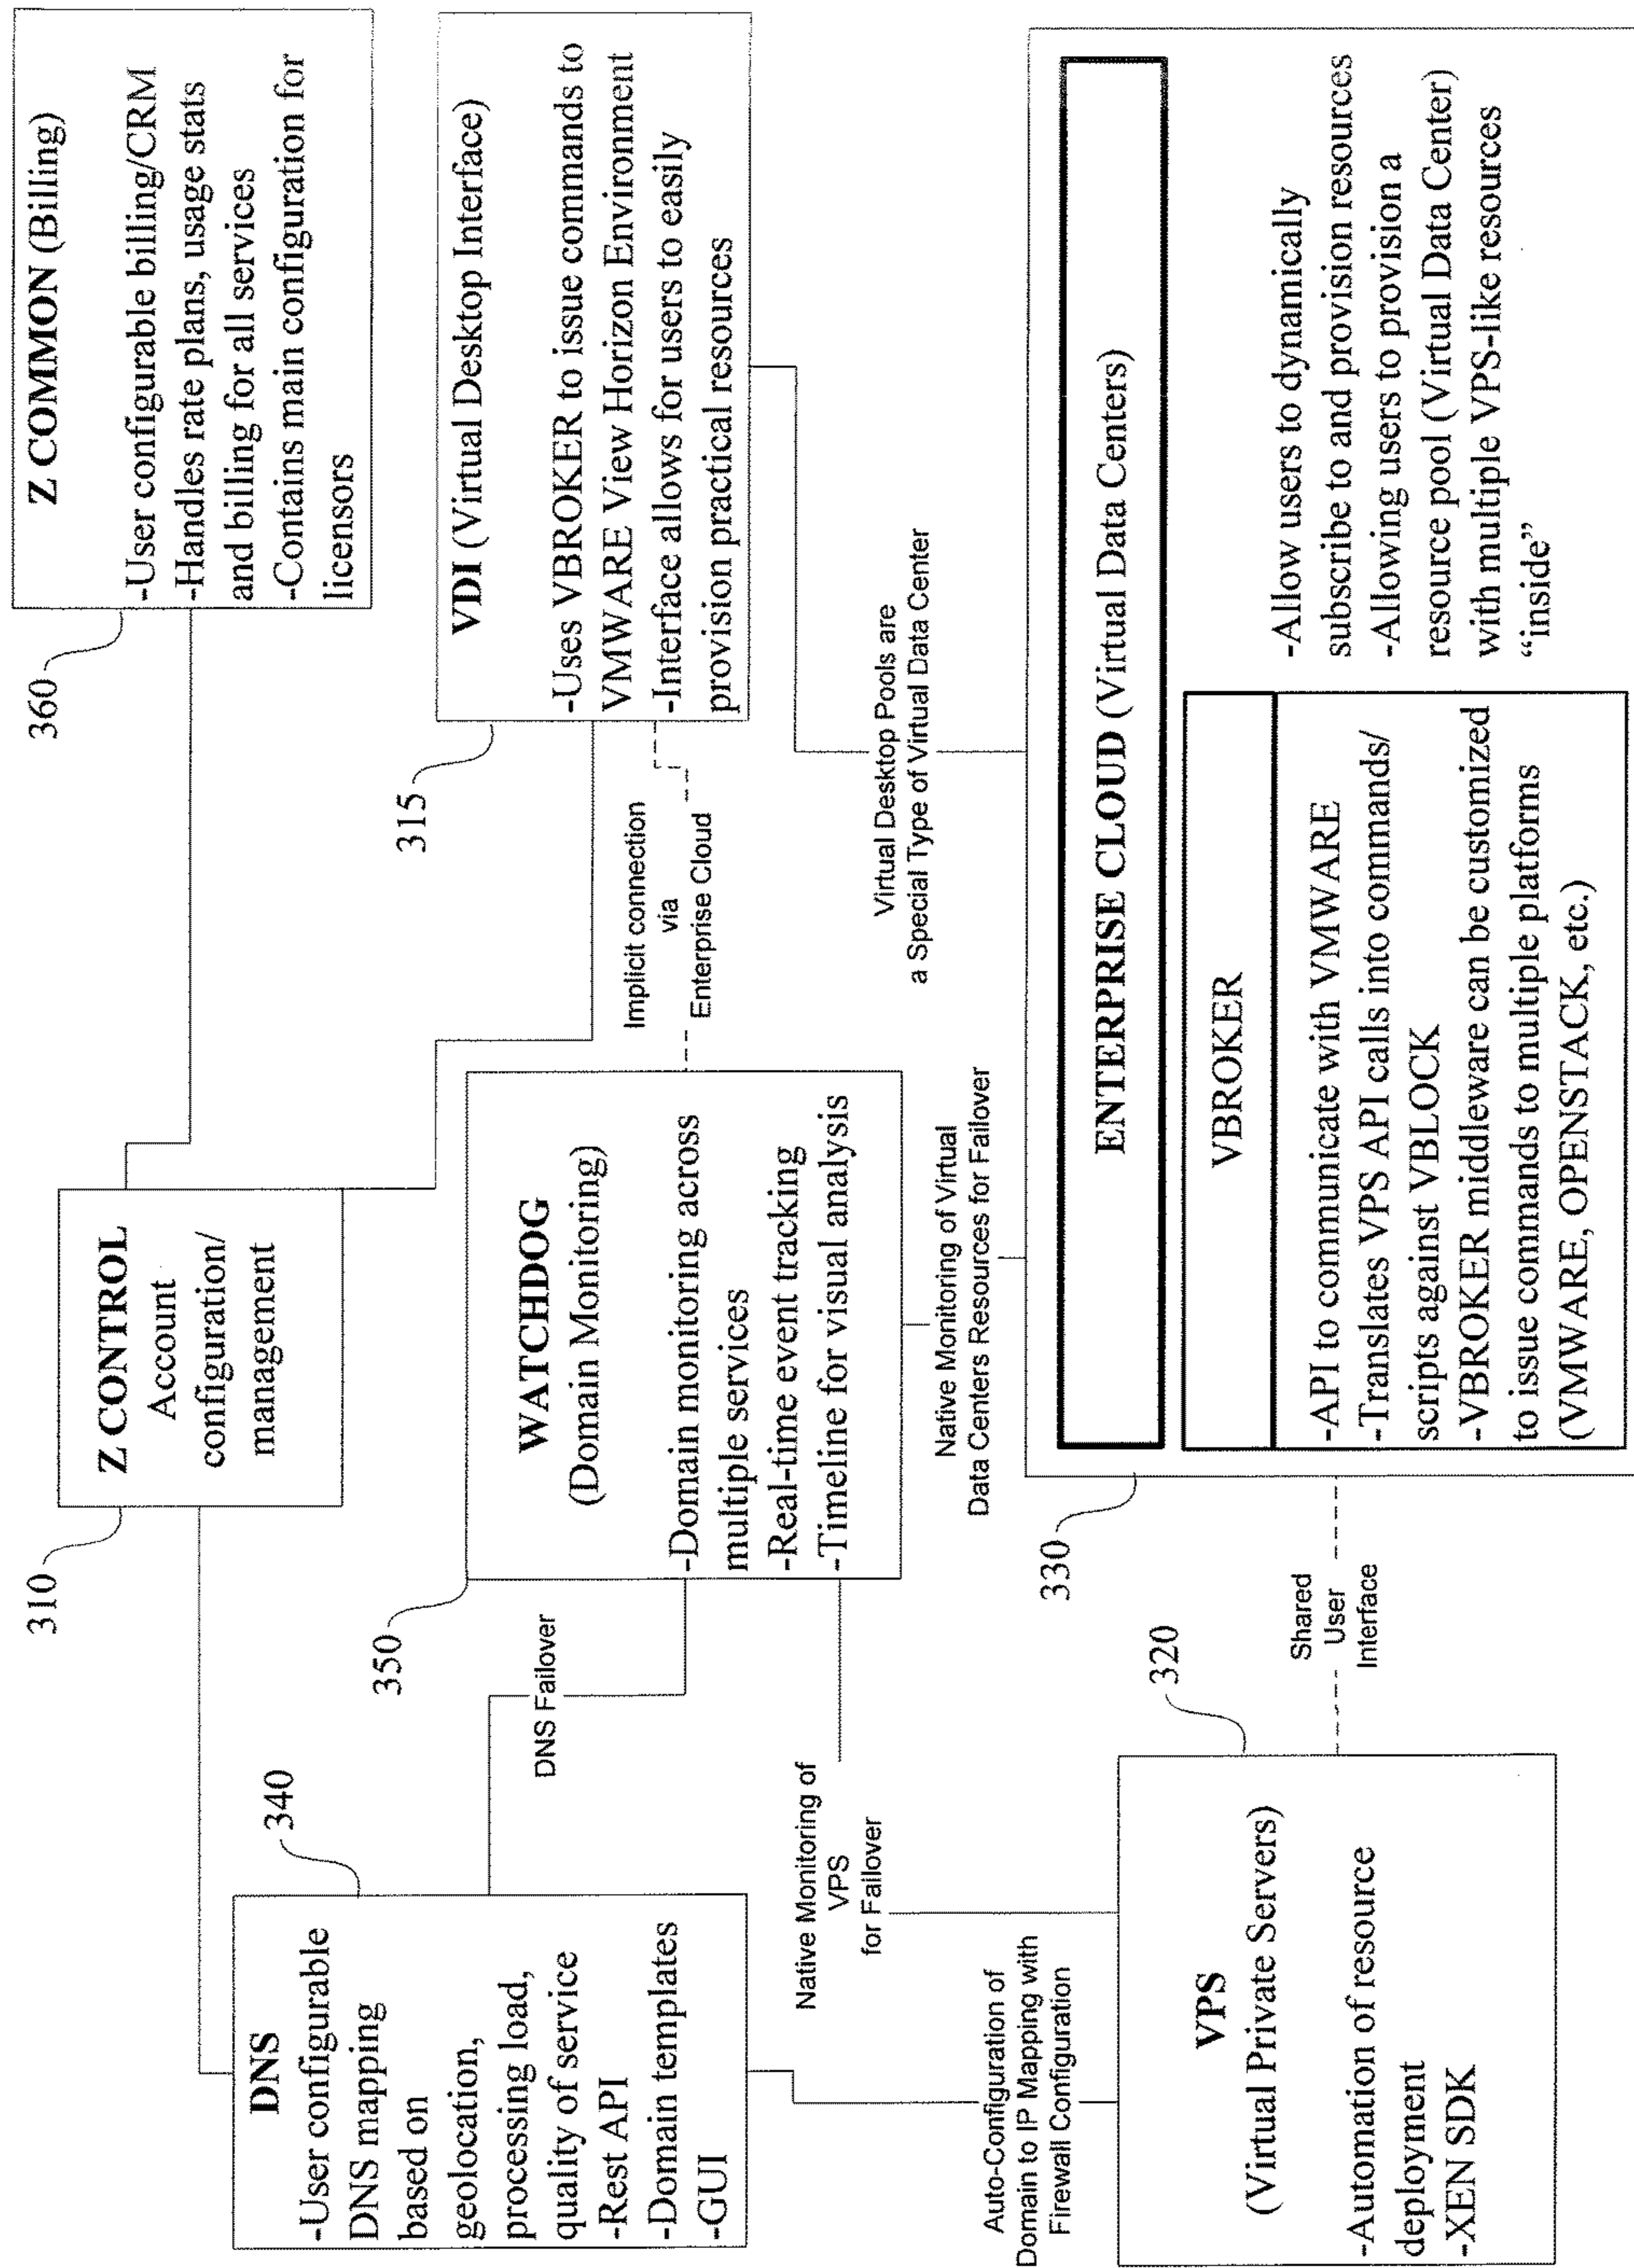 310
Z CONTROL
Account
configuration/
management
360
Z COMMON (Billing)
-User configurable billing/CRM
-Handles rate plans, usage stats
and billing for all services
-Contains main configuration for
licensors
340
DNS
-User configurable
DNS mapping
based on
geolocation,
processing load,
quality of service
-Rest API
-Domain templates
-GUI
DNS Failover
350
WATCHDOG
(Domain Monitoring)
-Domain monitoring across
multiple services
-Real-time event tracking
-Timeline for visual analysis
Implicit connection
via
Enterprise Cloud
315
VDI (Virtual Desktop Interface)
-Uses VBROKER to issue commands to
VMWARE View Horizon Environment
-Interface allows for users to easily
provision practical resources
Native Monitoring of
VPS
for Failover
Auto-Configuration of
Domain to IP Mapping with
Firewall Configuration
Native Monitoring of Virtual
Data Centers Resources for Failover
Virtual Desktop Pools are
a Special Type of Virtual Data Center
320
VPS
(Virtual Private Servers)
-Automation of resource
deployment
-XEN SDK
Shared
User
Interface
330
ENTERPRISE CLOUD (Virtual Data Centers)
VBROKER
-API to communicate with VMWARE
-Translates VPS API calls into commands/
scripts against VBLOCK
-VBROKER middleware can be customized
to issue commands to multiple platforms
(VMWARE, OPENSTACK, etc.)
-Allow users to dynamically
subscribe to and provision resources
-Allowing users to provision a
resource pool (Virtual Data Center)
with multiple VPS-like resources
“inside”